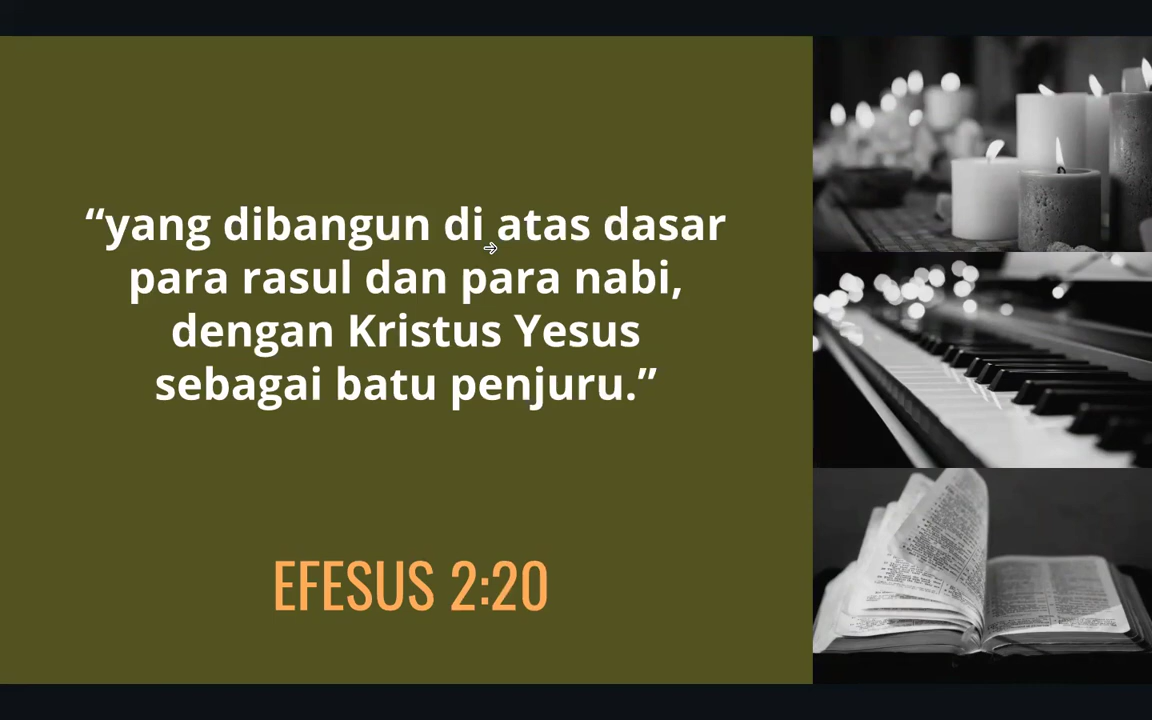 “yang dibangun di atas dasar
para rasul dan para nabi,
dengan Kristus Yesus
sebagai batu penjuru.”
EFESUS 2:20